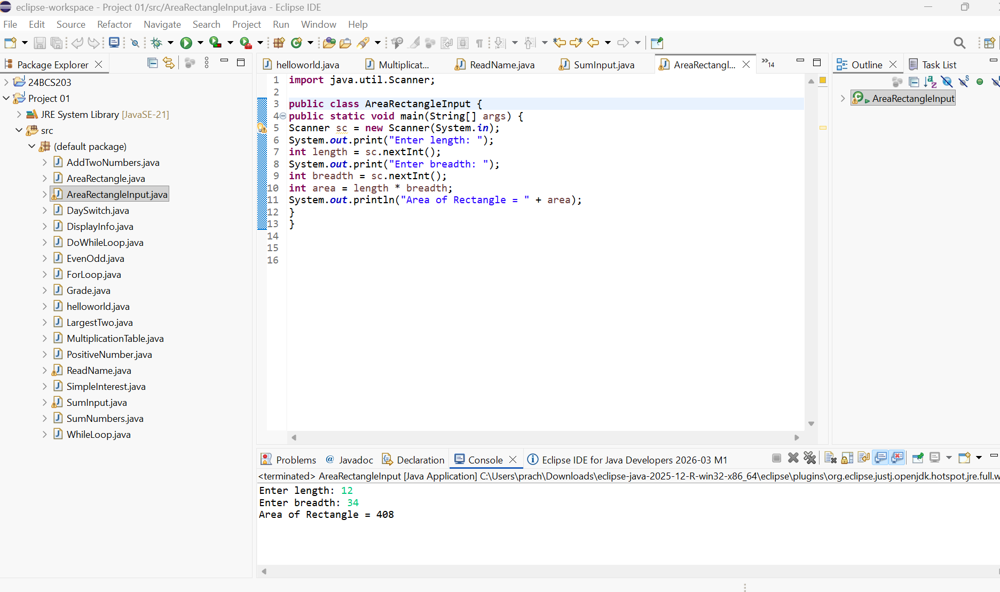 eclipse-workspace - Project 01/src/AreaRectangleInput.java - Eclipse IDE
File Edit Source Refactor Navigate Search Project Run Window Help
Package Explorer
24BCS203
Project 01
JRE System Library [JavaSE-21]
src
(default package)
AddTwoNumbers.java
AreaRectangle.java
AreaRectangleInput.java
DaySwitch.java
DisplayInfo.java
DoWhileLoop.java
EvenOdd.java
ForLoop.java
Grade.java
helloworld.java
LargestTwo.java
MultiplicationTable.java
PositiveNumber.java
ReadName.java
SimpleInterest.java
SumInput.java
SumNumbers.java
WhileLoop.java
helloworld.java Multiplicat... ReadName.java SumInput.java AreaRectangl... »14
1 import java.util.Scanner;
2
3 public class AreaRectangleInput {
4 public static void main(String[] args) {
5 Scanner sc = new Scanner(System.in);
6 System.out.print("Enter length: ");
7 int length = sc.nextInt();
8 System.out.print("Enter breadth: ");
9 int breadth = sc.nextInt();
10 int area = length * breadth;
11 System.out.println("Area of Rectangle = " + area);
12 }
13 }
14
15
16
Outline Task List
AreaRectangleInput
Problems @ Javadoc Declaration Console Eclipse IDE for Java Developers 2026-03 M1
<terminated> AreaRectangleInput [Java Application] C:\Users\prach\Downloads\eclipse-java-2025-12-R-win32-x86_64\eclipse\plugins\org.eclipse.justj.openjdk.hotspot.jre.full.w
Enter length: 12
Enter breadth: 34
Area of Rectangle = 408